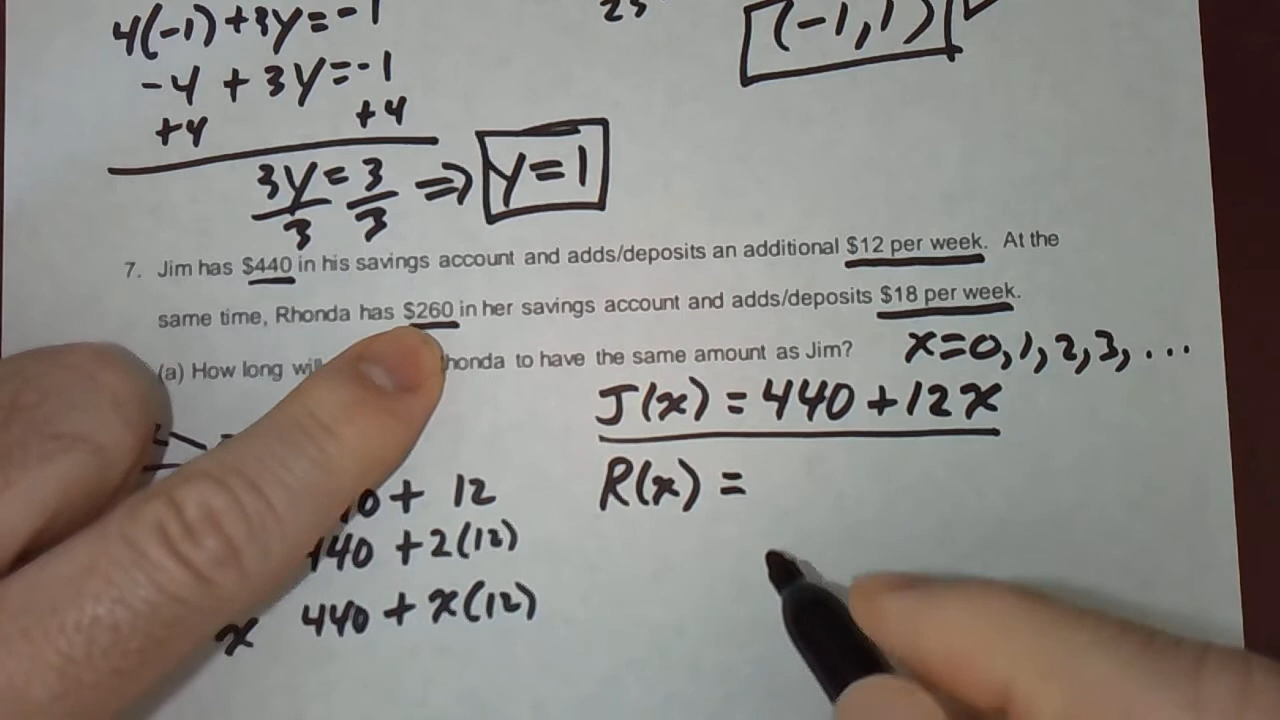 4(-1)+3y=-1
(-1,1)
-4 + 3y=-1
+4 +4
3y = 3 ⇒ y=1
3 3
7. Jim has $440 in his savings account and adds/deposits an additional $12 per week. At the
same time, Rhonda has $260 in her savings account and adds/deposits $18 per week.
(a) How long honda to have the same amount as Jim? x=0,1,2,3,...
J(x) = 440 +12x
R(x) =
0+ 12
440 +2(12)
x 440 + x(12)